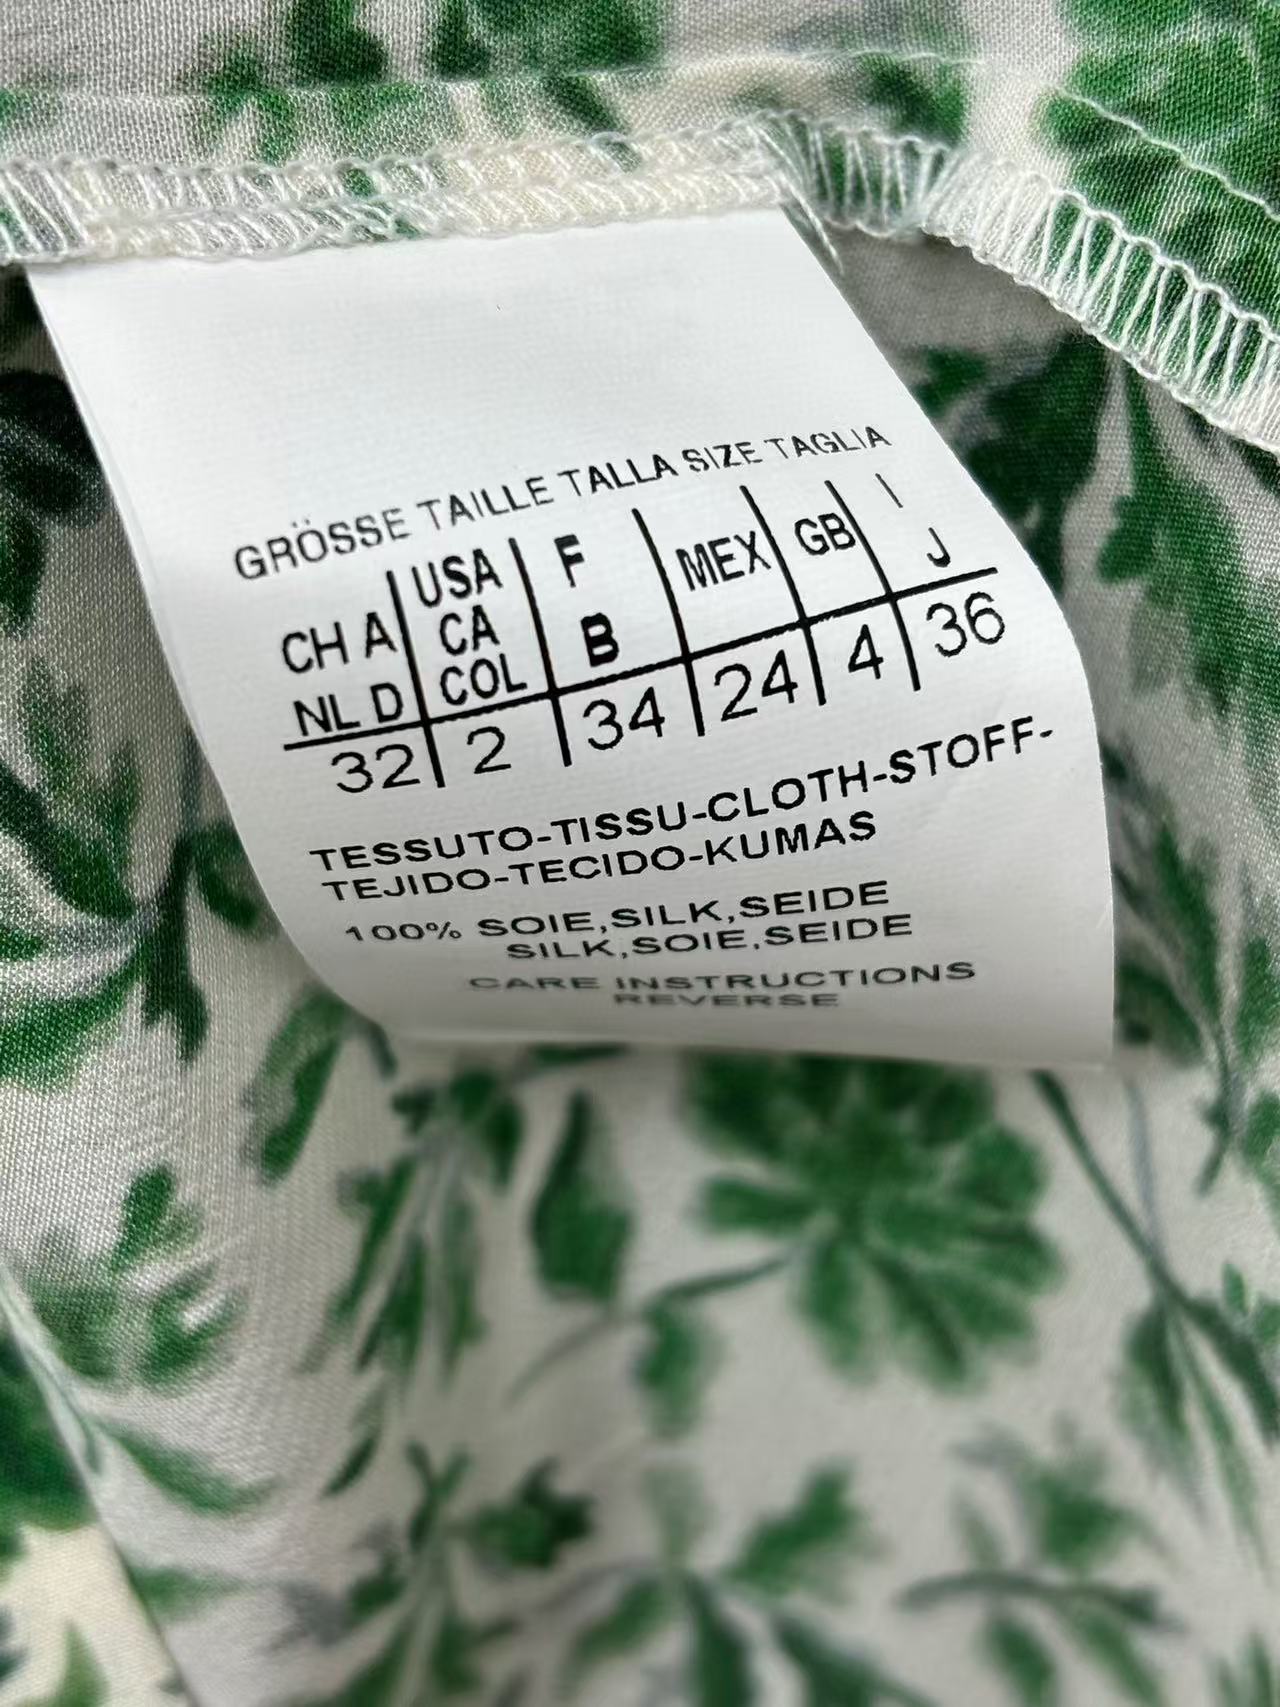 GRÖSSE TAILLE TALLA SIZE TAGLIA
CH A USA F MEX GB I
NL D CA B J
COL
32 2 34 24 4 36
TESSUTO-TISSU-CLOTH-STOFF-
TEJIDO-TECIDO-KUMAS
100% SOIE,SILK,SEIDE
SILK,SOIE,SEIDE
CARE INSTRUCTIONS
REVERSE